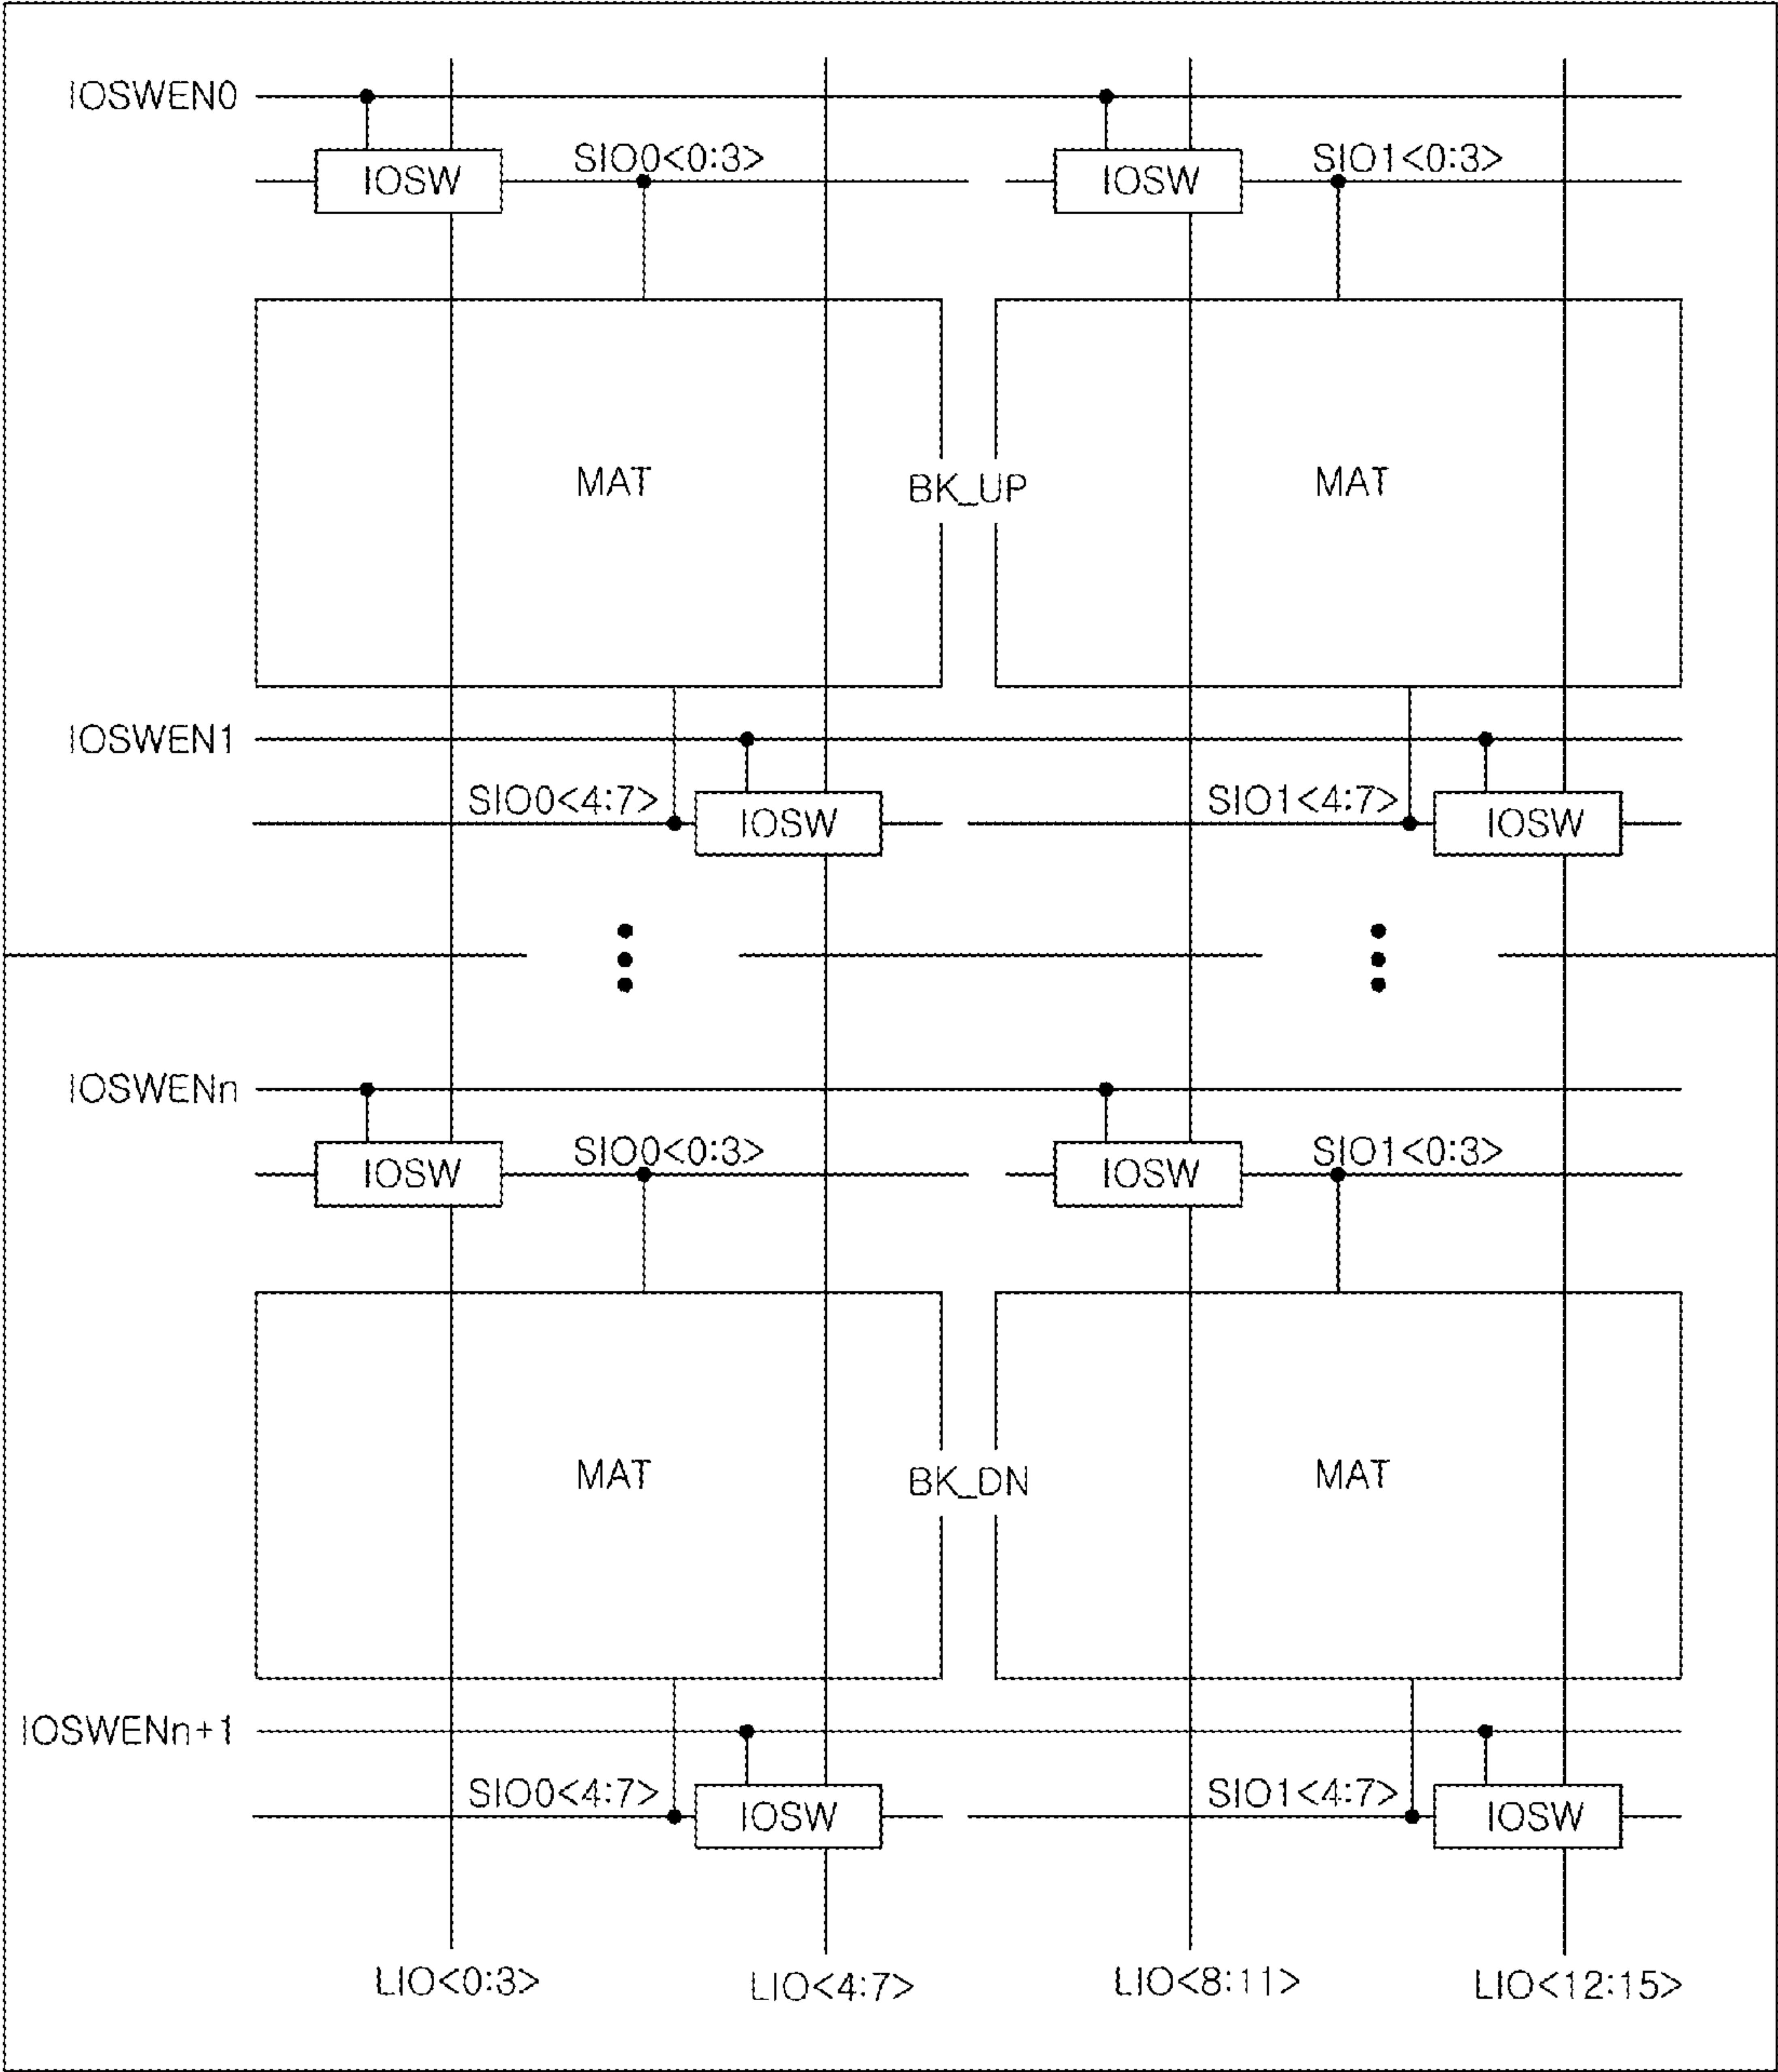 IOSWEN0
SIO0<0:3> SIO1<0:3>
IOSW IOSW
MAT BK_UP MAT
IOSWEN1
SIO0<4:7> SIO1<4:7>
IOSW IOSW
IOSWENn
SIO0<0:3> SIO1<0:3>
IOSW IOSW
MAT BK_DN MAT
IOSWENn+1
SIO0<4:7> SIO1<4:7>
IOSW IOSW
LIO<0:3> LIO<4:7> LIO<8:11> LIO<12:15>